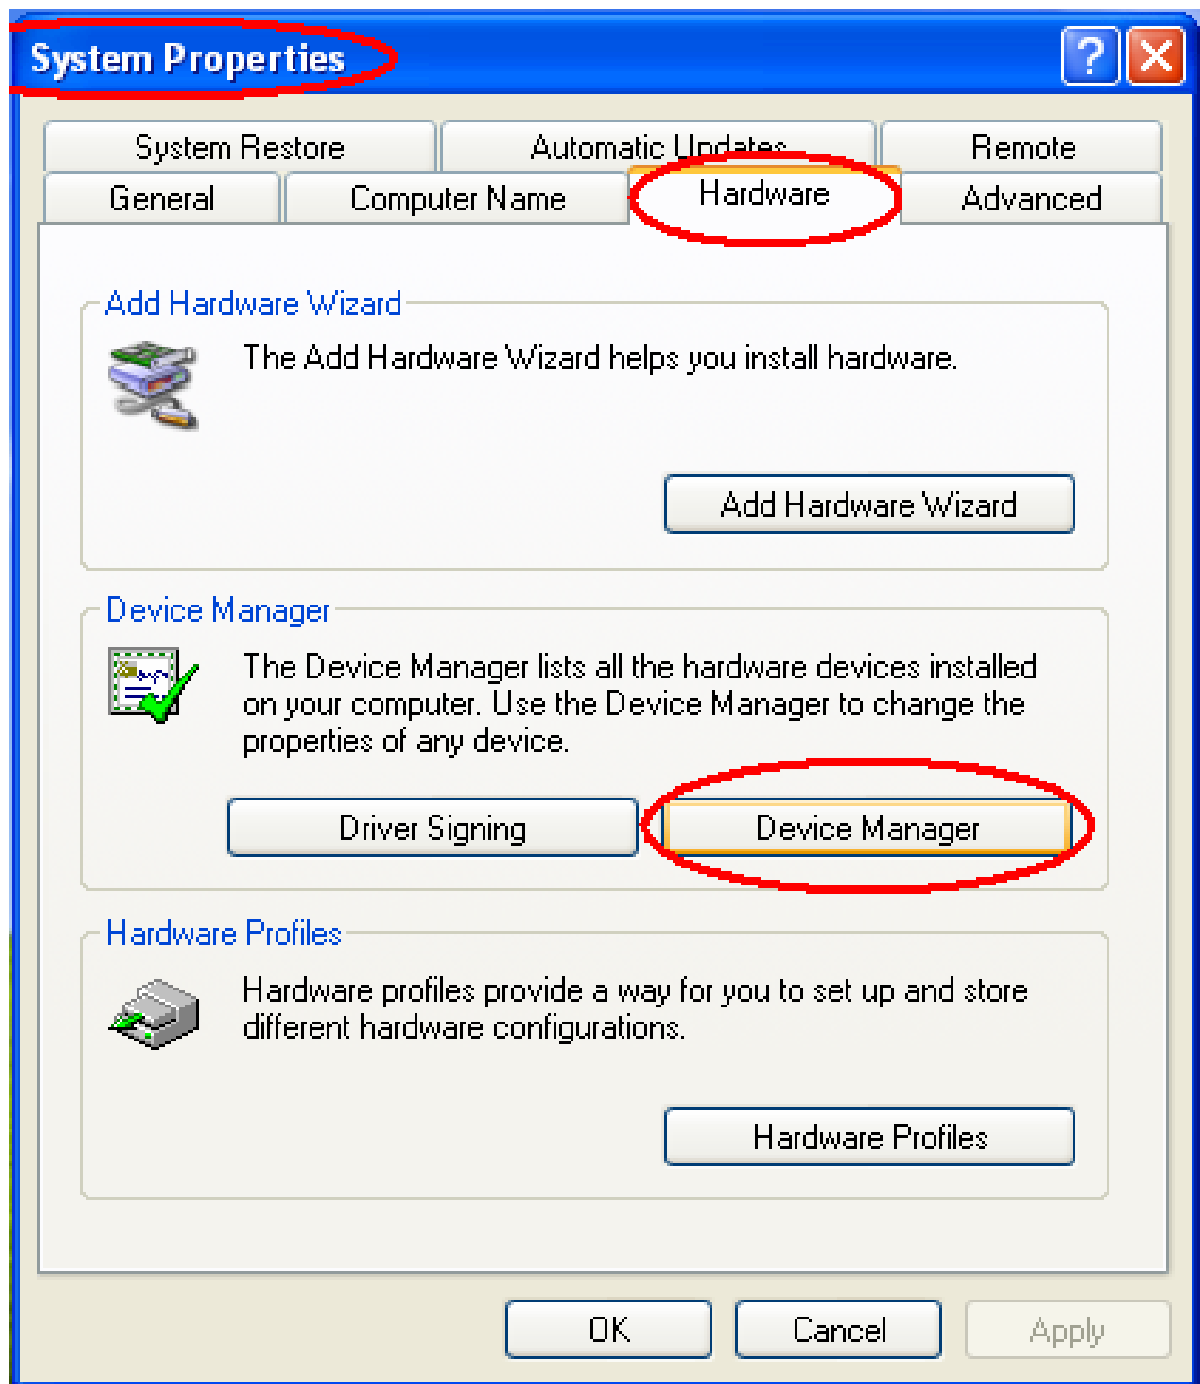 System Properties
?
System Restore
Automatic Updates
Remote
General
Computer Name
Hardware
Advanced
Add Hardware Wizard
The Add Hardware Wizard helps you install hardware.
Add Hardware Wizard
Device Manager
The Device Manager lists all the hardware devices installed
on your computer. Use the Device Manager to change the
properties of any device.
Driver Signing
Device Manager
Hardware Profiles
Hardware profiles provide a way for you to set up and store
different hardware configurations.
Hardware Profiles
OK
Cancel
Apply